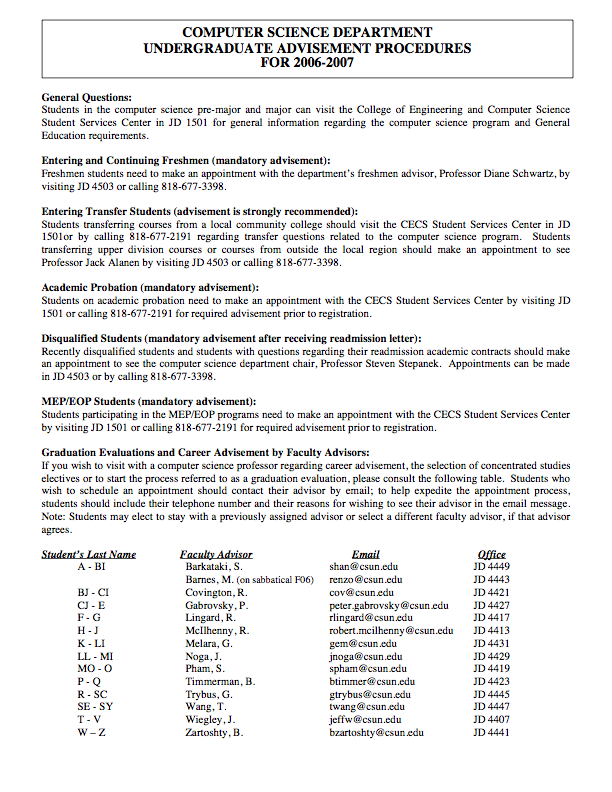 COMPUTER SCIENCE DEPARTMENT
UNDERGRADUATE ADVISEMENT PROCEDURES
FOR 2006-2007
General Questions:
Students in the computer science pre-major and major can visit the College of Engineering and Computer Science
Student Services Center in JD 1501 for general information regarding the computer science program and General
Education requirements.
Entering and Continuing Freshmen (mandatory advisement):
Freshmen students need to make an appointment with the department's freshmen advisor, Professor Diane Schwartz, by
visiting JD 4503 or calling 818-677-3398.
Entering Transfer Students (advisement is strongly recommended):
Students transferring courses from a local community college should visit the CECS Student Services Center in JD
1501or by calling 818-677-2191 regarding transfer questions related to the computer science program. Students
transferring upper division courses or courses from outside the local region should make an appointment to see
Professor Jack Alanen by visiting JD 4503 or calling 818-677-3398.
Academic Probation (mandatory advisement):
Students on academic probation need to make an appointment with the CECS Student Services Center by visiting JD
1501 or calling 818-677-2191 for required advisement prior to registration.
Disqualified Students (mandatory advisement after receiving readmission letter):
Recently disqualified students and students with questions regarding their readmission academic contracts should make
an appointment to see the computer science department chair, Professor Steven Stepanek. Appointments can be made
in JD 4503 or by calling 818-677-3398.
MEP/EOP Students (mandatory advisement):
Students participating in the MEP/EOP programs need to make an appointment with the CECS Student Services Center
by visiting JD 1501 or calling 818-677-2191 for required advisement prior to registration.
Graduation Evaluations and Career Advisement by Faculty Advisors:
If you wish to visit with a computer science professor regarding career advisement, the selection of concentrated studies
electives or to start the process referred to as a graduation evaluation, please consult the following table. Students who
wish to schedule an appointment should contact their advisor by email; to help expedite the appointment process,
students should include their telephone number and their reasons for wishing to see their advisor in the email message.
Note: Students may elect to stay with a previously assigned advisor or select a different faculty advisor, if that advisor
agrees.
Student's Last Name Faculty Advisor Email Office
A - BI Barkataki, S. shan@csun.edu JD 4449
Barnes, M. (on sabbatical F06) renzo@csun.edu JD 4443
BJ - CI Covington, R. cov@csun.edu JD 4421
CJ - E Gabrovsky, P. peter.gabrovsky@csun.edu JD 4427
F - G Lingard, R. rlingard@csun.edu JD 4417
H - J McIlhenny, R. robert.mcilhenny@csun.edu JD 4413
K - LI Melara, G. gem@csun.edu JD 4431
LL - MI Noga, J. jnoga@csun.edu JD 4429
MO - O Pham, S. spham@csun.edu JD 4419
P - Q Timmerman, B. btimmer@csun.edu JD 4423
R - SC Trybus, G. gtrybus@csun.edu JD 4445
SE - SY Wang, T. twang@csun.edu JD 4447
T - V Wiegley, J. jeffw@csun.edu JD 4407
W – Z Zartoshty, B. bzartoshty@csun.edu JD 4441